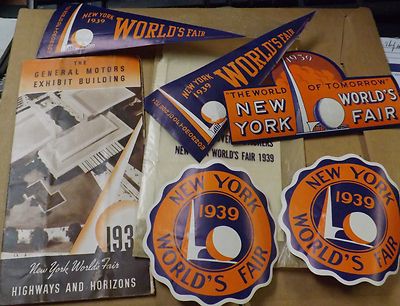 NEW YORK
1939
WORLD'S FAIR
NEW YORK
1939
WORLD'S FAIR
1939
"THE WORLD OF TOMORROW"
NEW YORK
WORLD'S FAIR
THE
GENERAL MOTORS
EXHIBIT BUILDING
193
New York World's Fair
HIGHWAYS AND HORIZONS
NEW YORK WORLD'S FAIR 1939
NEW YORK
1939
WORLD'S FAIR
NEW YORK
1939
WORLD'S FAIR